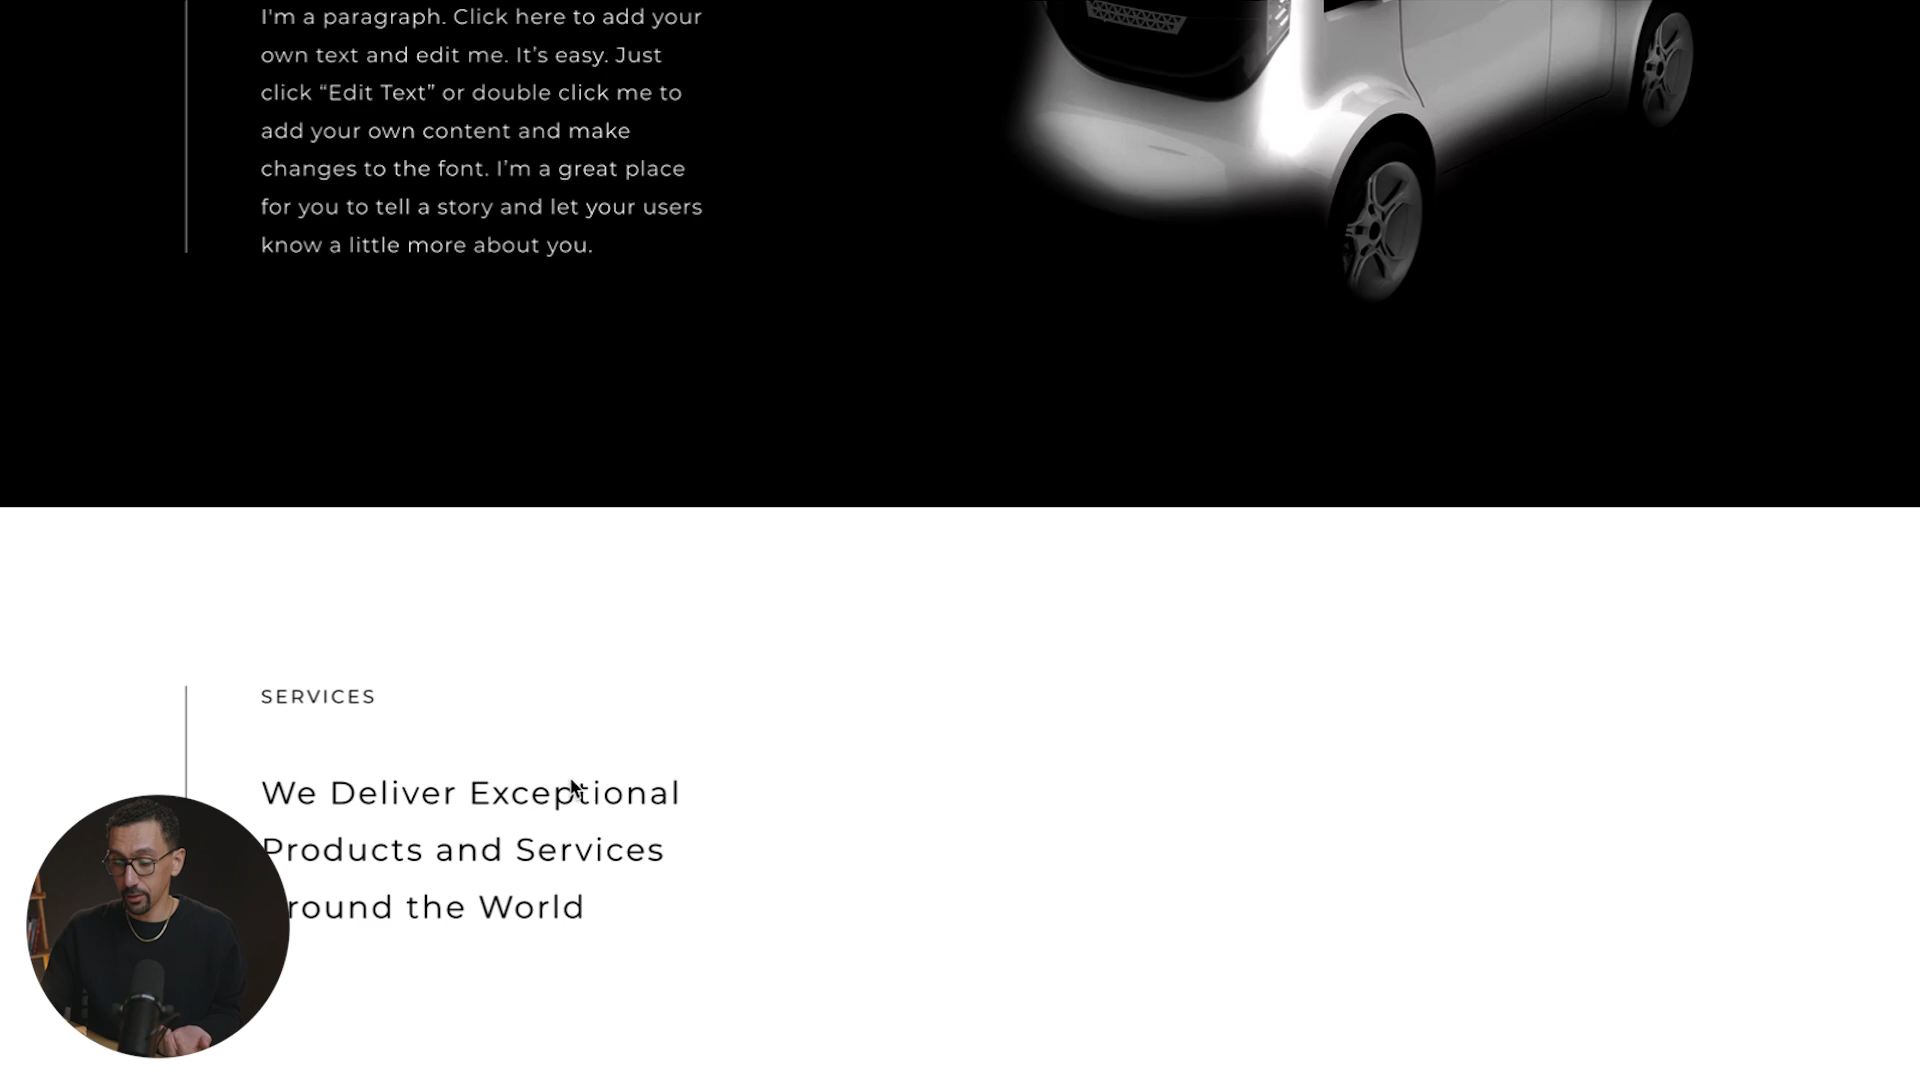 I'm a paragraph. Click here to add your
own text and edit me. It’s easy. Just
click “Edit Text” or double click me to
add your own content and make
changes to the font. I’m a great place
for you to tell a story and let your users
know a little more about you.
SERVICES
We Deliver Exceptional
Products and Services
round the World